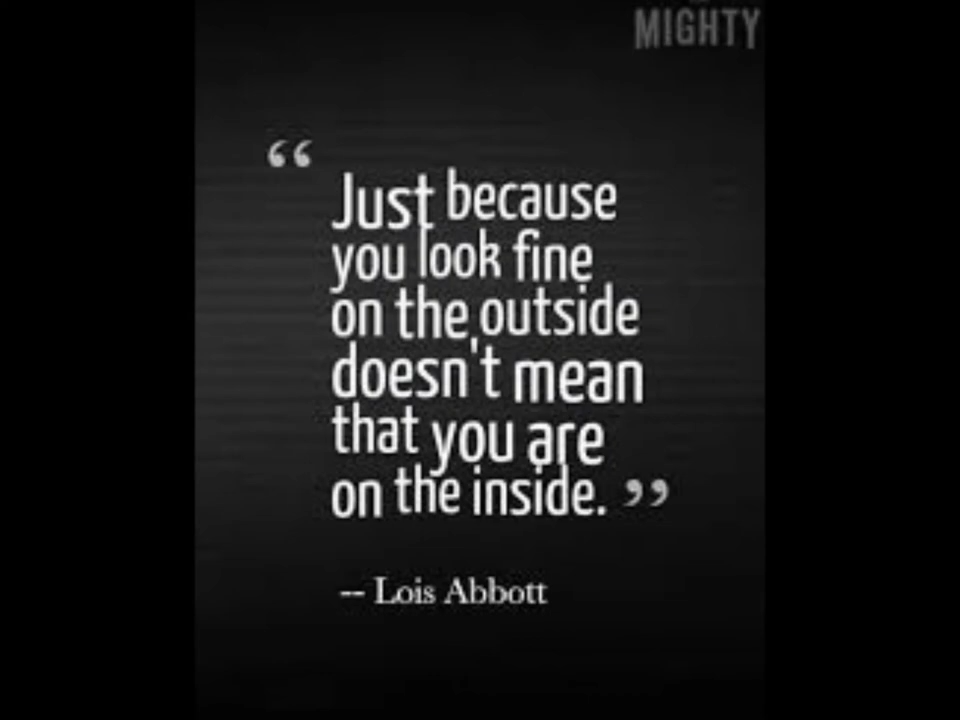 MIGHTY
“Just because
you look fine
on the outside
doesn't mean
that you are
on the inside.”
-- Lois Abbott